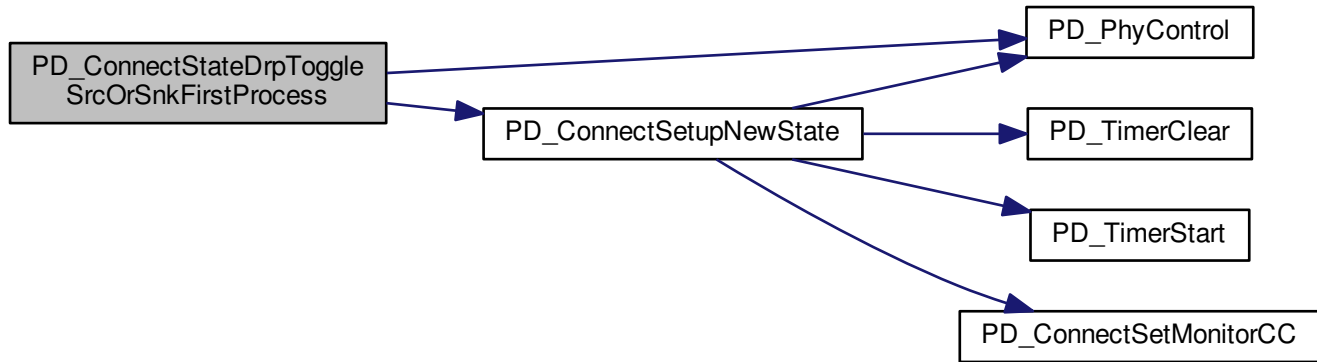 PD_ConnectStateDrpToggle
SrcOrSnkFirstProcess
PD_PhyControl
PD_ConnectSetupNewState
PD_TimerClear
PD_TimerStart
PD_ConnectSetMonitorCC